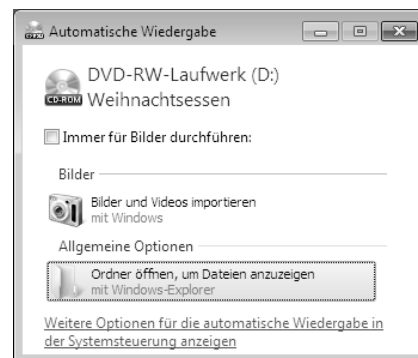 Automatische Wiedergabe
DVD-RW-Laufwerk (D:)
Weihnachtsessen
CD-ROM
Immer für Bilder durchführen:
Bilder
Bilder und Videos importieren
mit Windows
Allgemeine Optionen
Ordner öffnen, um Dateien anzuzeigen
mit Windows-Explorer
Weitere Optionen für die automatische Wiedergabe in
der Systemsteuerung anzeigen